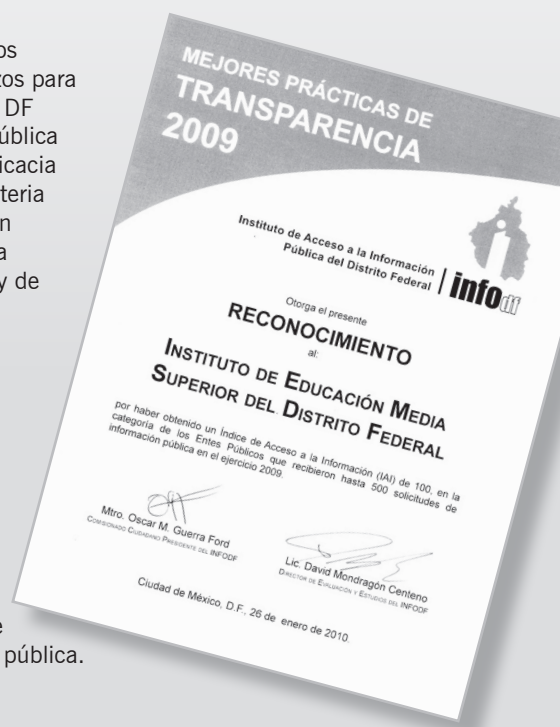 os
zos para
DF
ública
icacia
teria
n
a
y de
e
pública.
MEJORES PRÁCTICAS DE
TRANSPARENCIA
2009
Instituto de Acceso a la Información
Pública del Distrito Federal
infodf
Otorga el presente
RECONOCIMIENTO
al:
INSTITUTO DE EDUCACIÓN MEDIA
SUPERIOR DEL DISTRITO FEDERAL
por haber obtenido un Índice de Acceso a la Información (IAI) de 100, en la
categoría de los Entes Públicos que recibieron hasta 500 solicitudes de
información pública en el ejercicio 2009.
Mtro. Oscar M. Guerra Ford
COMISIONADO CIUDADANO PRESIDENTE DEL INFODF
Lic. David Mondragón Centeno
DIRECTOR DE EVALUACIÓN Y ESTUDIOS DEL INFODF
Ciudad de México, D.F., 26 de enero de 2010